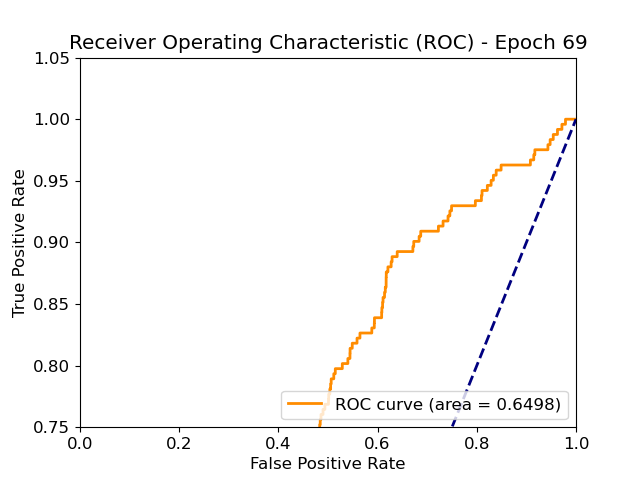 Receiver Operating Characteristic (ROC) - Epoch 69
1.05
1.00
0.95
0.90
0.85
0.80
0.75
True Positive Rate
ROC curve (area = 0.6498)
0.0 0.2 0.4 0.6 0.8 1.0
False Positive Rate